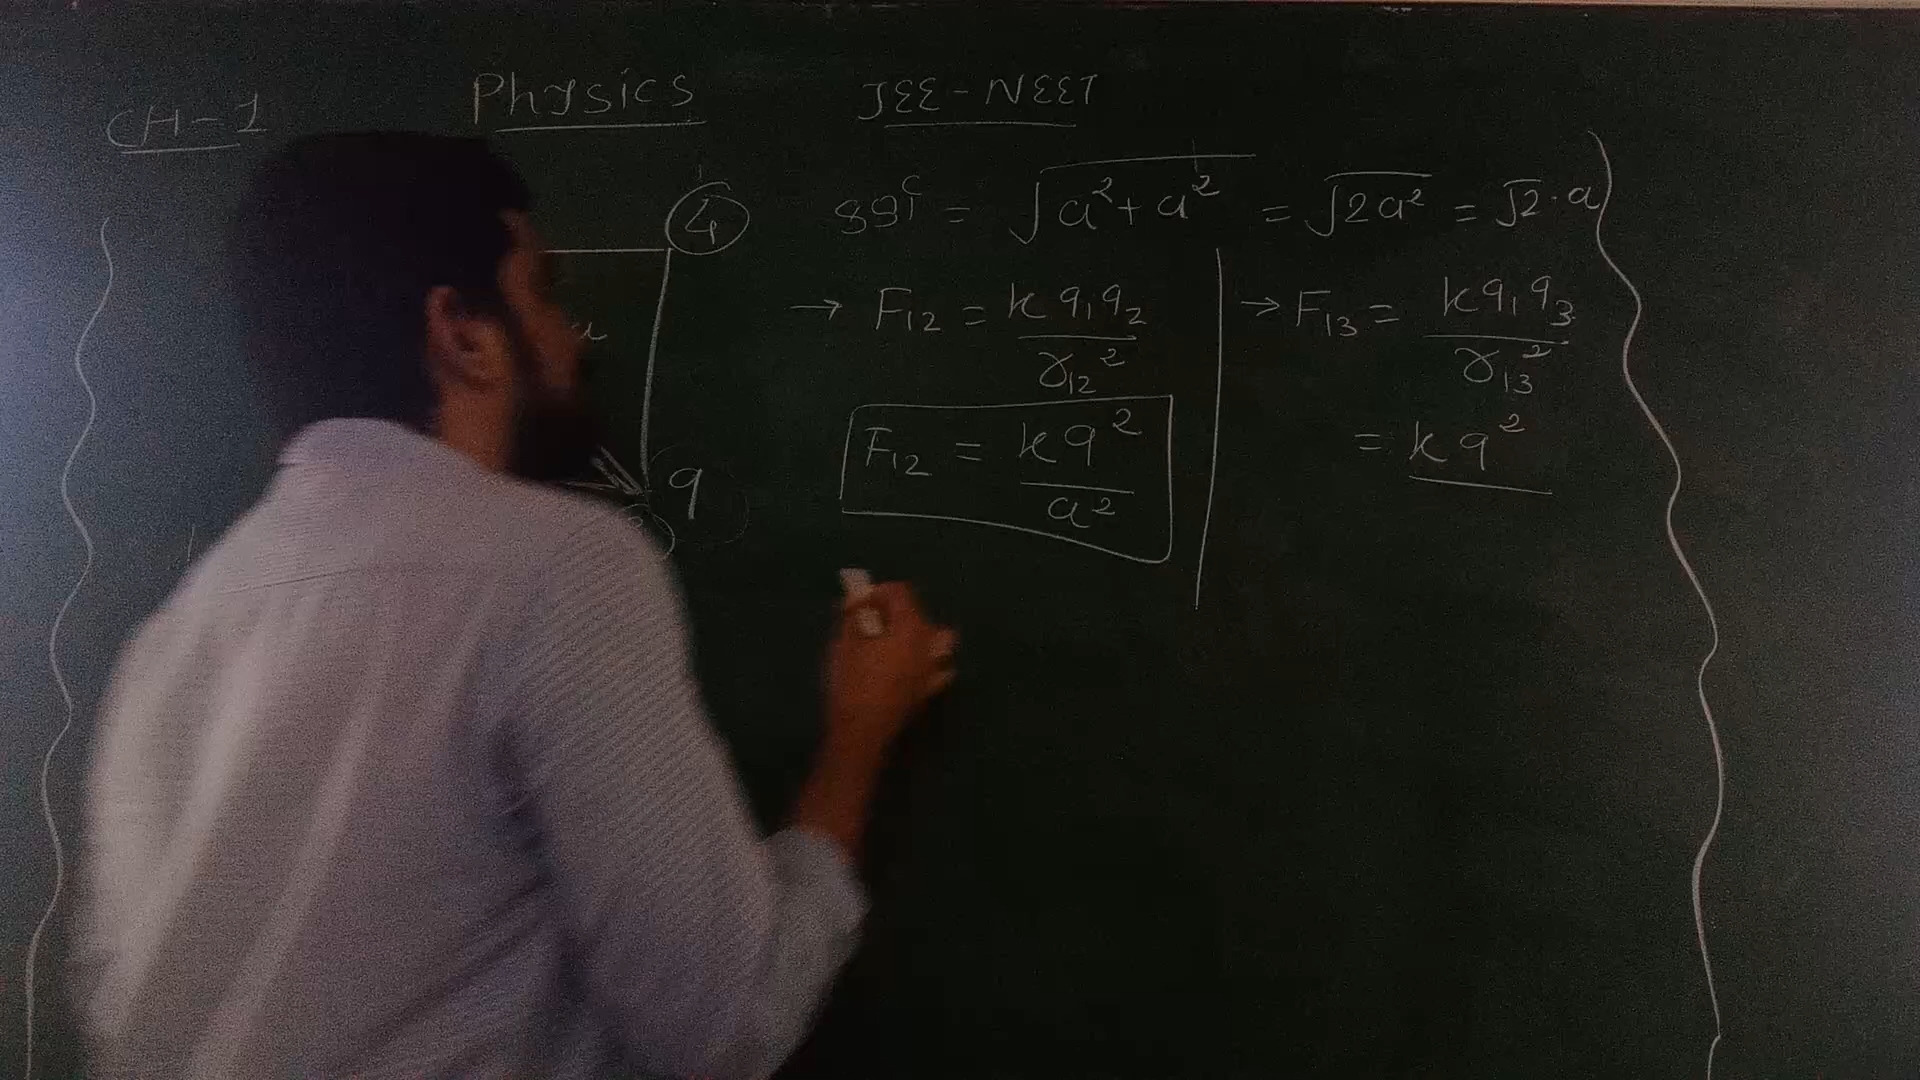 CH-1 Physics JEE-NEET
4
કર્ણ = √a²+a² = √2a² = √2·a
a
→ F₁₂ = kq₁q₂ / r₁₂²
→ F₁₃ = kq₁q₃ / r₁₃²
q
F₁₂ = kq² / a²
= kq²